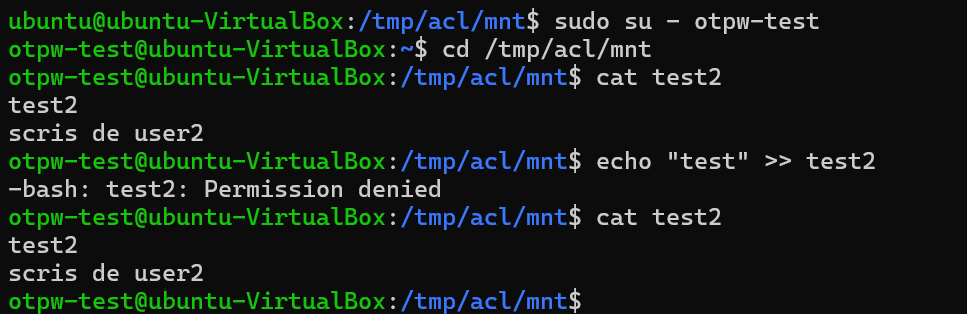 ubuntu@ubuntu-VirtualBox:/tmp/acl/mnt$ sudo su - otpw-test
otpw-test@ubuntu-VirtualBox:~$ cd /tmp/acl/mnt
otpw-test@ubuntu-VirtualBox:/tmp/acl/mnt$ cat test2
test2
scris de user2
otpw-test@ubuntu-VirtualBox:/tmp/acl/mnt$ echo "test" >> test2
-bash: test2: Permission denied
otpw-test@ubuntu-VirtualBox:/tmp/acl/mnt$ cat test2
test2
scris de user2
otpw-test@ubuntu-VirtualBox:/tmp/acl/mnt$